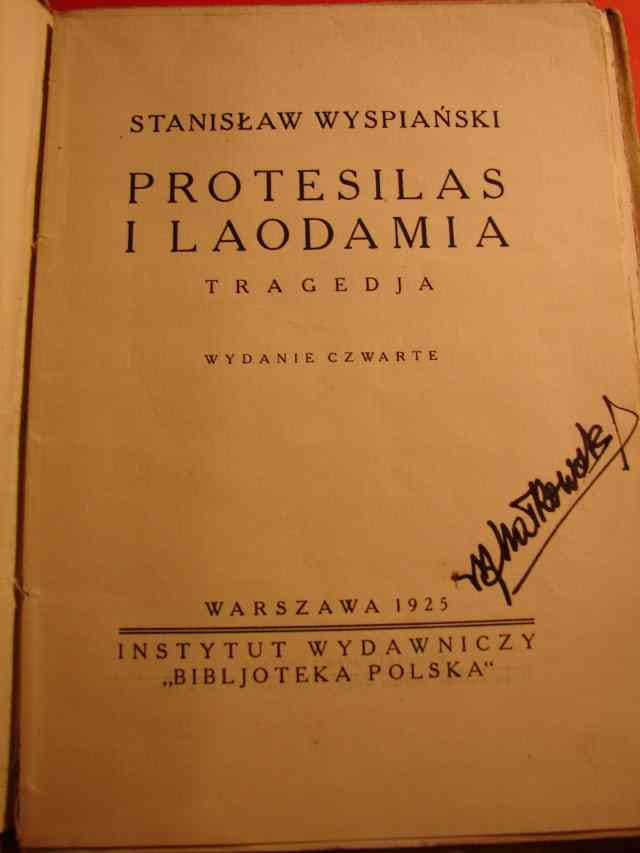 STANISŁAW WYSPIAŃSKI
PROTESILAS
I LAODAMIA
TRAGEDJA
WYDANIE CZWARTE
WARSZAWA 1925
INSTYTUT WYDAWNICZY
„BIBLJOTEKA POLSKA"